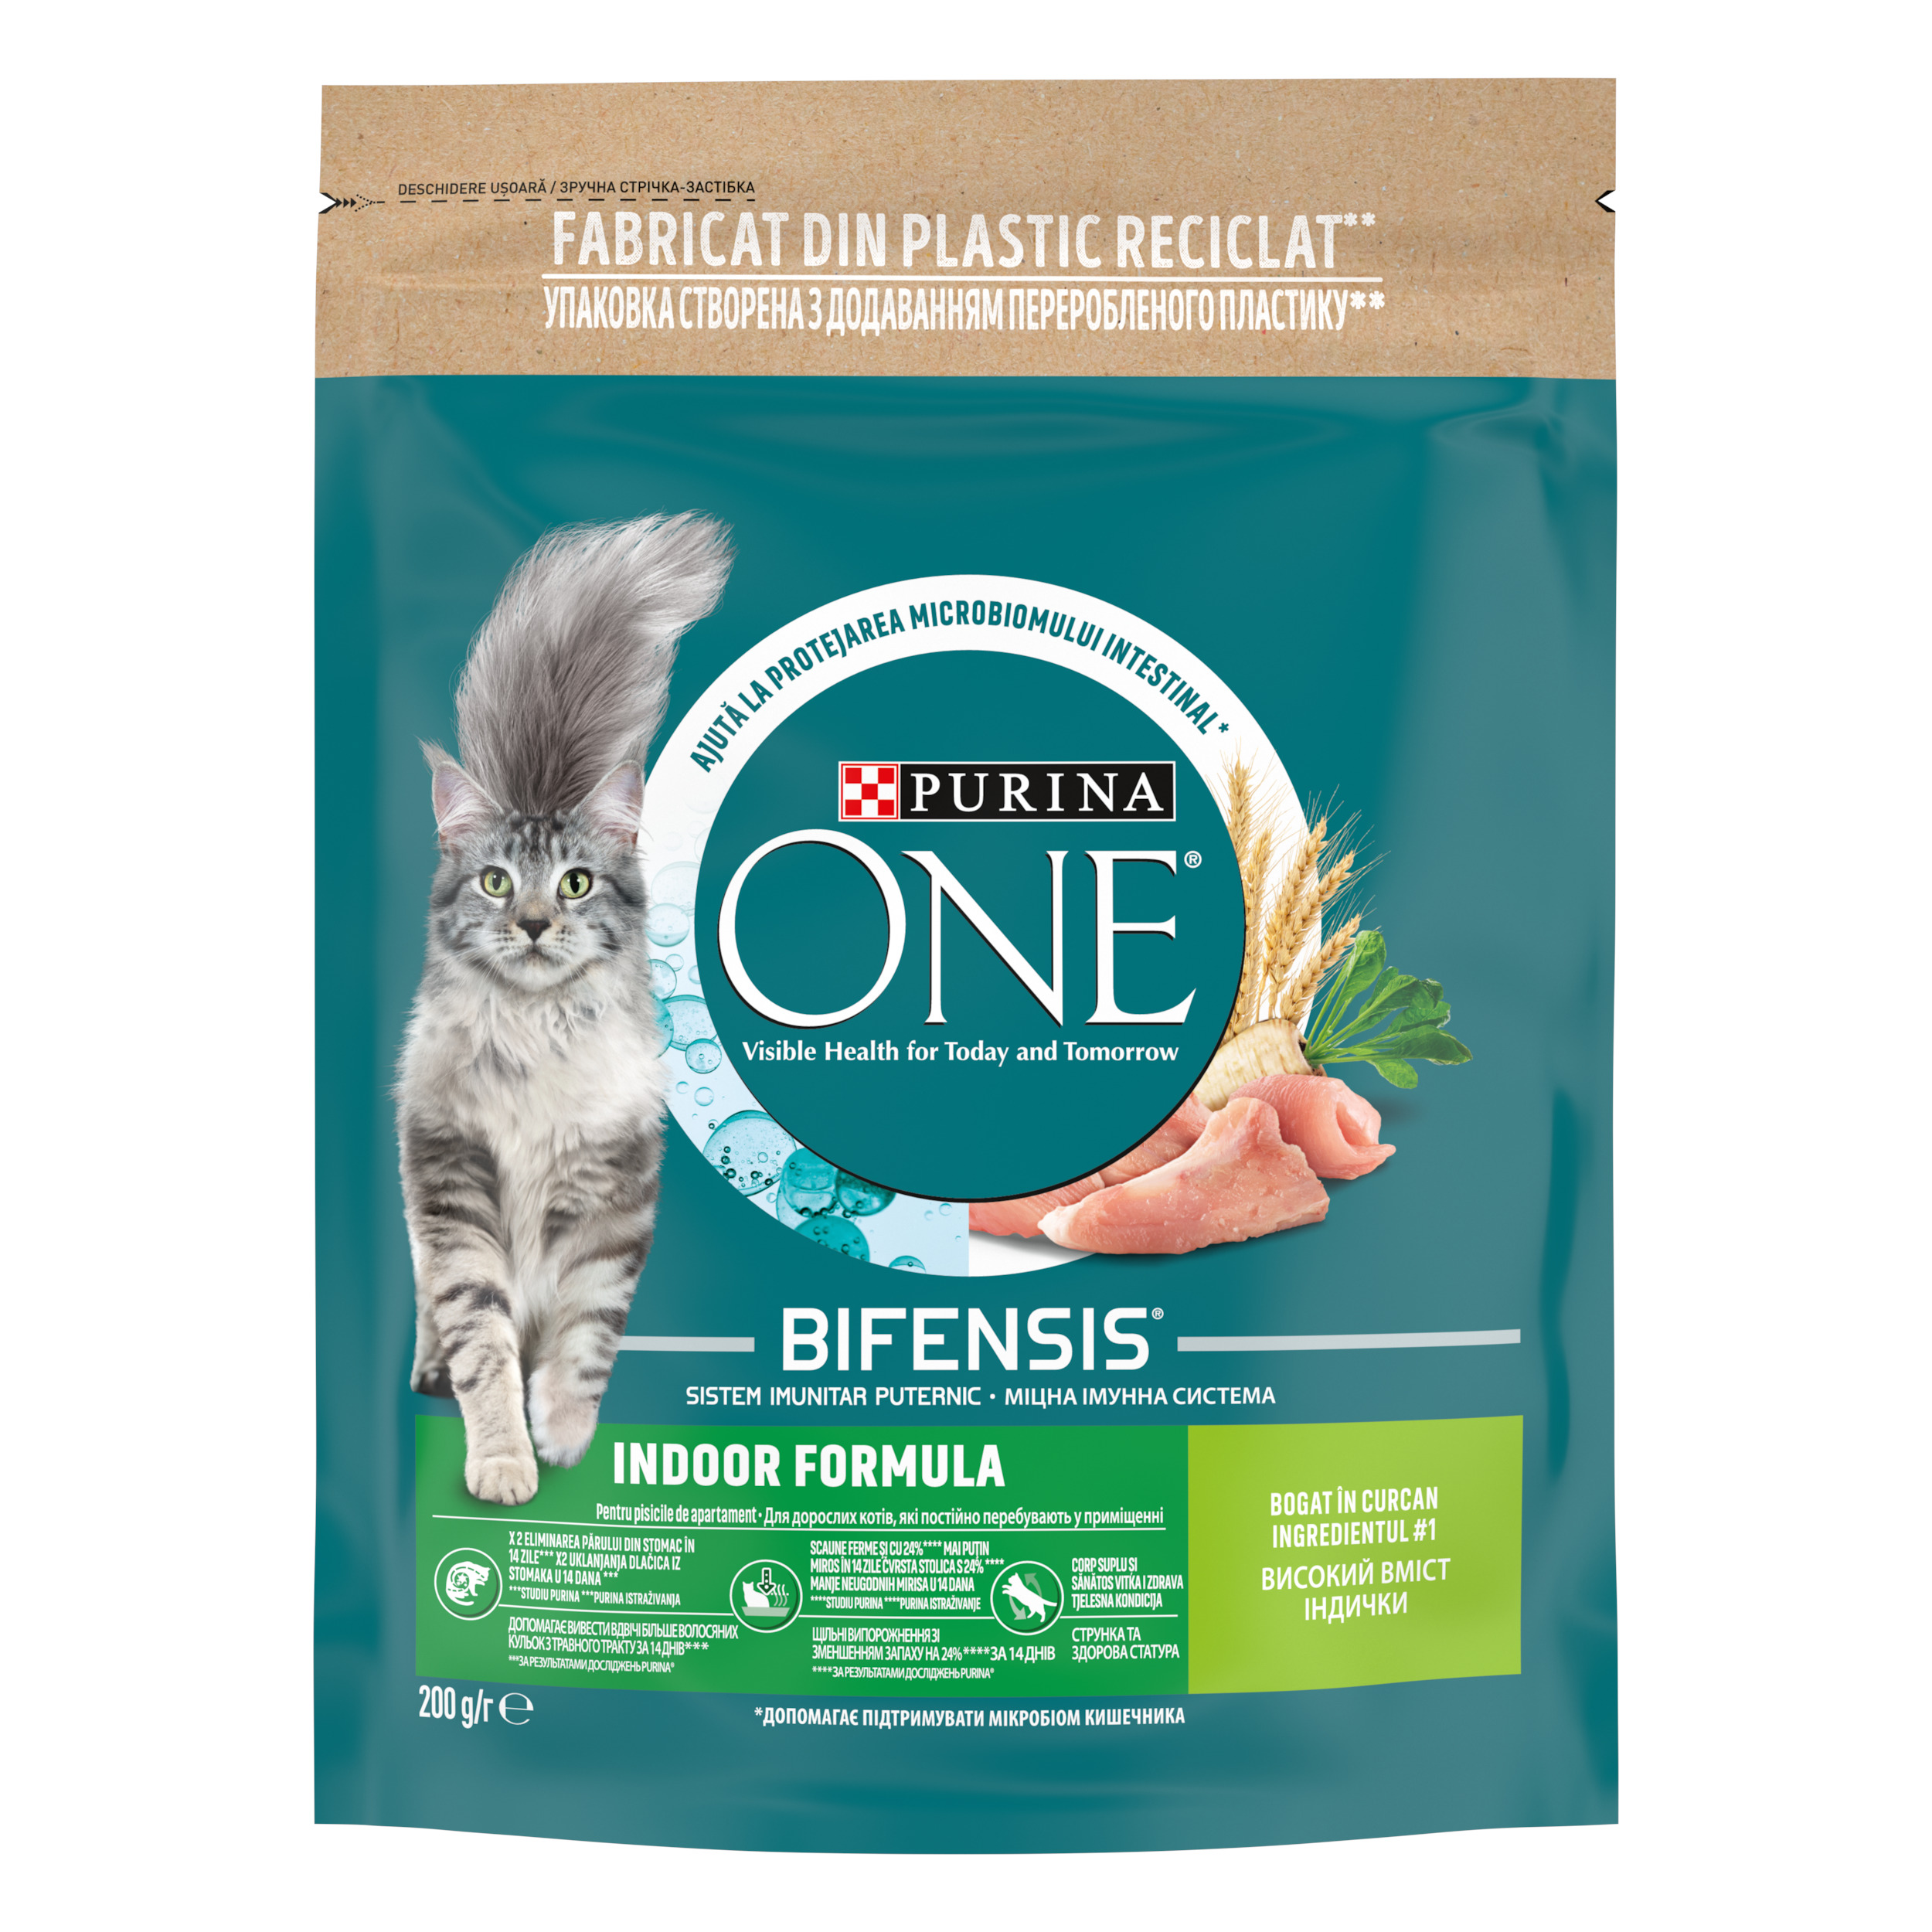 DESCHIDERE UȘOARĂ / ЗРУЧНА СТРІЧКА-ЗАСТІБКА
FABRICAT DIN PLASTIC RECICLAT**
УПАКОВКА СТВОРЕНА З ДОДАВАННЯМ ПЕРЕРОБЛЕНОГО ПЛАСТИКУ**
AJUTĂ LA PROTEJAREA MICROBIOMULUI INTESTINAL*
PURINA
ONE®
Visible Health for Today and Tomorrow
BIFENSIS®
SISTEM IMUNITAR PUTERNIC • МІЦНА ІМУННА СИСТЕМА
INDOOR FORMULA
Pentru pisicile de apartament • Для дорослих котів, які постійно перебувають у приміщенні
X 2 ELIMINAREA PĂRULUI DIN STOMAC ÎN
14 ZILE*** X2 UKLANJANJA DLAČICA IZ
STOMAKA U 14 DANA ***
***STUDIU PURINA ***PURINA ISTRAŽIVANJA
ДОПОМАГАЄ ВИВЕСТИ ВДВІЧІ БІЛЬШЕ ВОЛОСЯНИХ
КУЛЬОК З ТРАВНОГО ТРАКТУ ЗА 14 ДНІВ***
***ЗА РЕЗУЛЬТАТАМИ ДОСЛІДЖЕНЬ PURINA®
SCAUNE FERME ȘI CU 24%**** MAI PUȚIN
MIROS ÎN 14 ZILE ČVRSTA STOLICA S 24% ****
MANJE NEUGODNIH MIRISA U 14 DANA
****STUDIU PURINA ****PURINA ISTRAŽIVANJE
ЩІЛЬНІ ВИПОРОЖНЕННЯ ЗІ
ЗМЕНШЕННЯМ ЗАПАХУ НА 24%****ЗА 14 ДНІВ
****ЗА РЕЗУЛЬТАТАМИ ДОСЛІДЖЕНЬ PURINA®
CORP SUPLU ȘI
SĂNĂTOS VITKA I ZDRAVA
TJELESNA KONDICIJA
СТРУНКА ТА
ЗДОРОВА СТАТУРА
BOGAT ÎN CURCAN
INGREDIENTUL #1
ВИСОКИЙ ВМІСТ
ІНДИЧКИ
200 g/г ℮
*ДОПОМАГАЄ ПІДТРИМУВАТИ МІКРОБІОМ КИШЕЧНИКА